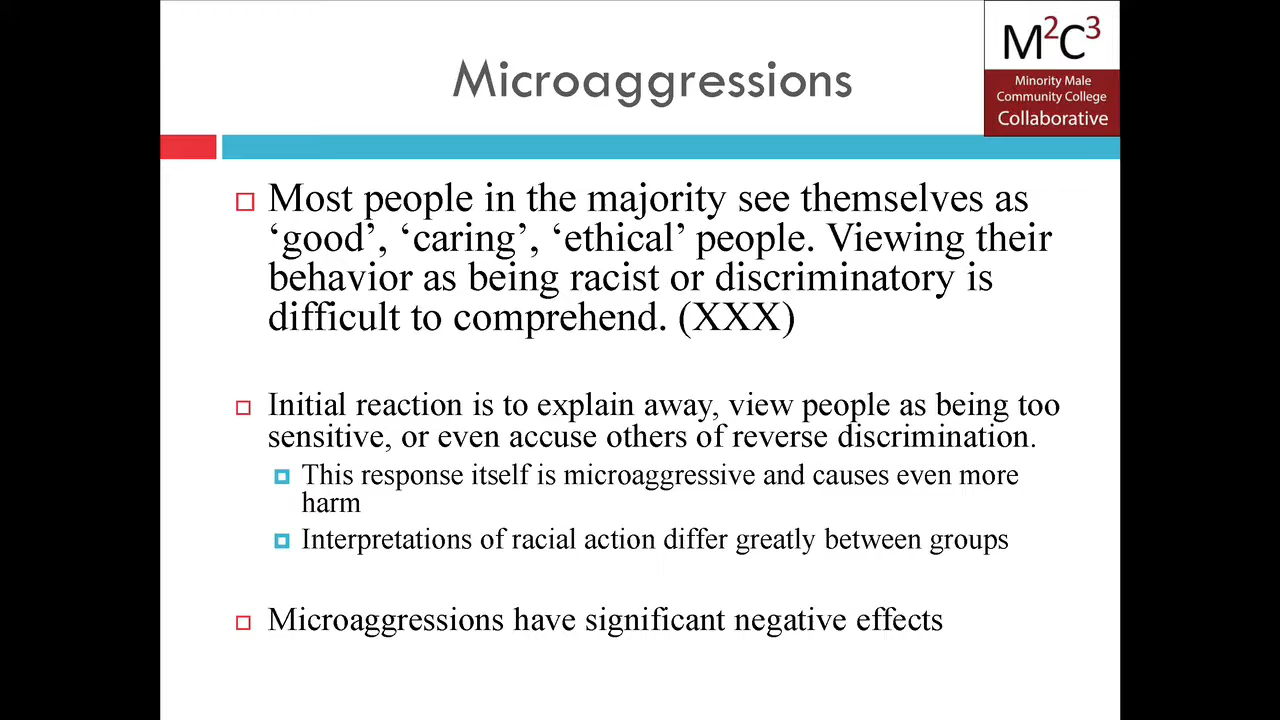 Microaggressions
M²C³
Minority Male
Community College
Collaborative
Most people in the majority see themselves as
‘good’, ‘caring’, ‘ethical’ people. Viewing their
behavior as being racist or discriminatory is
difficult to comprehend. (XXX)
Initial reaction is to explain away, view people as being too
sensitive, or even accuse others of reverse discrimination.
This response itself is microaggressive and causes even more
harm
Interpretations of racial action differ greatly between groups
Microaggressions have significant negative effects